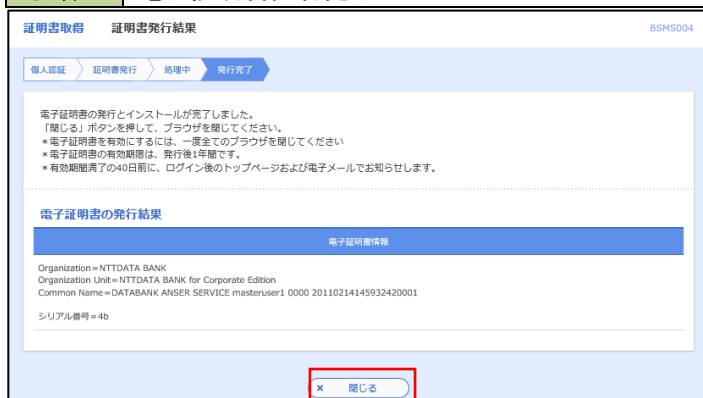 証明書取得 証明書発行結果 BSMS004
個人認証 証明書発行 処理中 発行完了
電子証明書の発行とインストールが完了しました。
「閉じる」ボタンを押して、ブラウザを閉じてください。
＊電子証明書を有効にするには、一度全てのブラウザを閉じてください
＊電子証明書の有効期限は、発行後1年間です。
＊有効期間満了の40日前に、ログイン後のトップページおよび電子メールでお知らせします。
電子証明書の発行結果
電子証明書情報
Organization=NTTDATA BANK
Organization Unit=NTTDATA BANK for Corporate Edition
Common Name=DATABANK ANSER SERVICE masteruser1 0000 20110214145932420001
シリアル番号=4b
× 閉じる